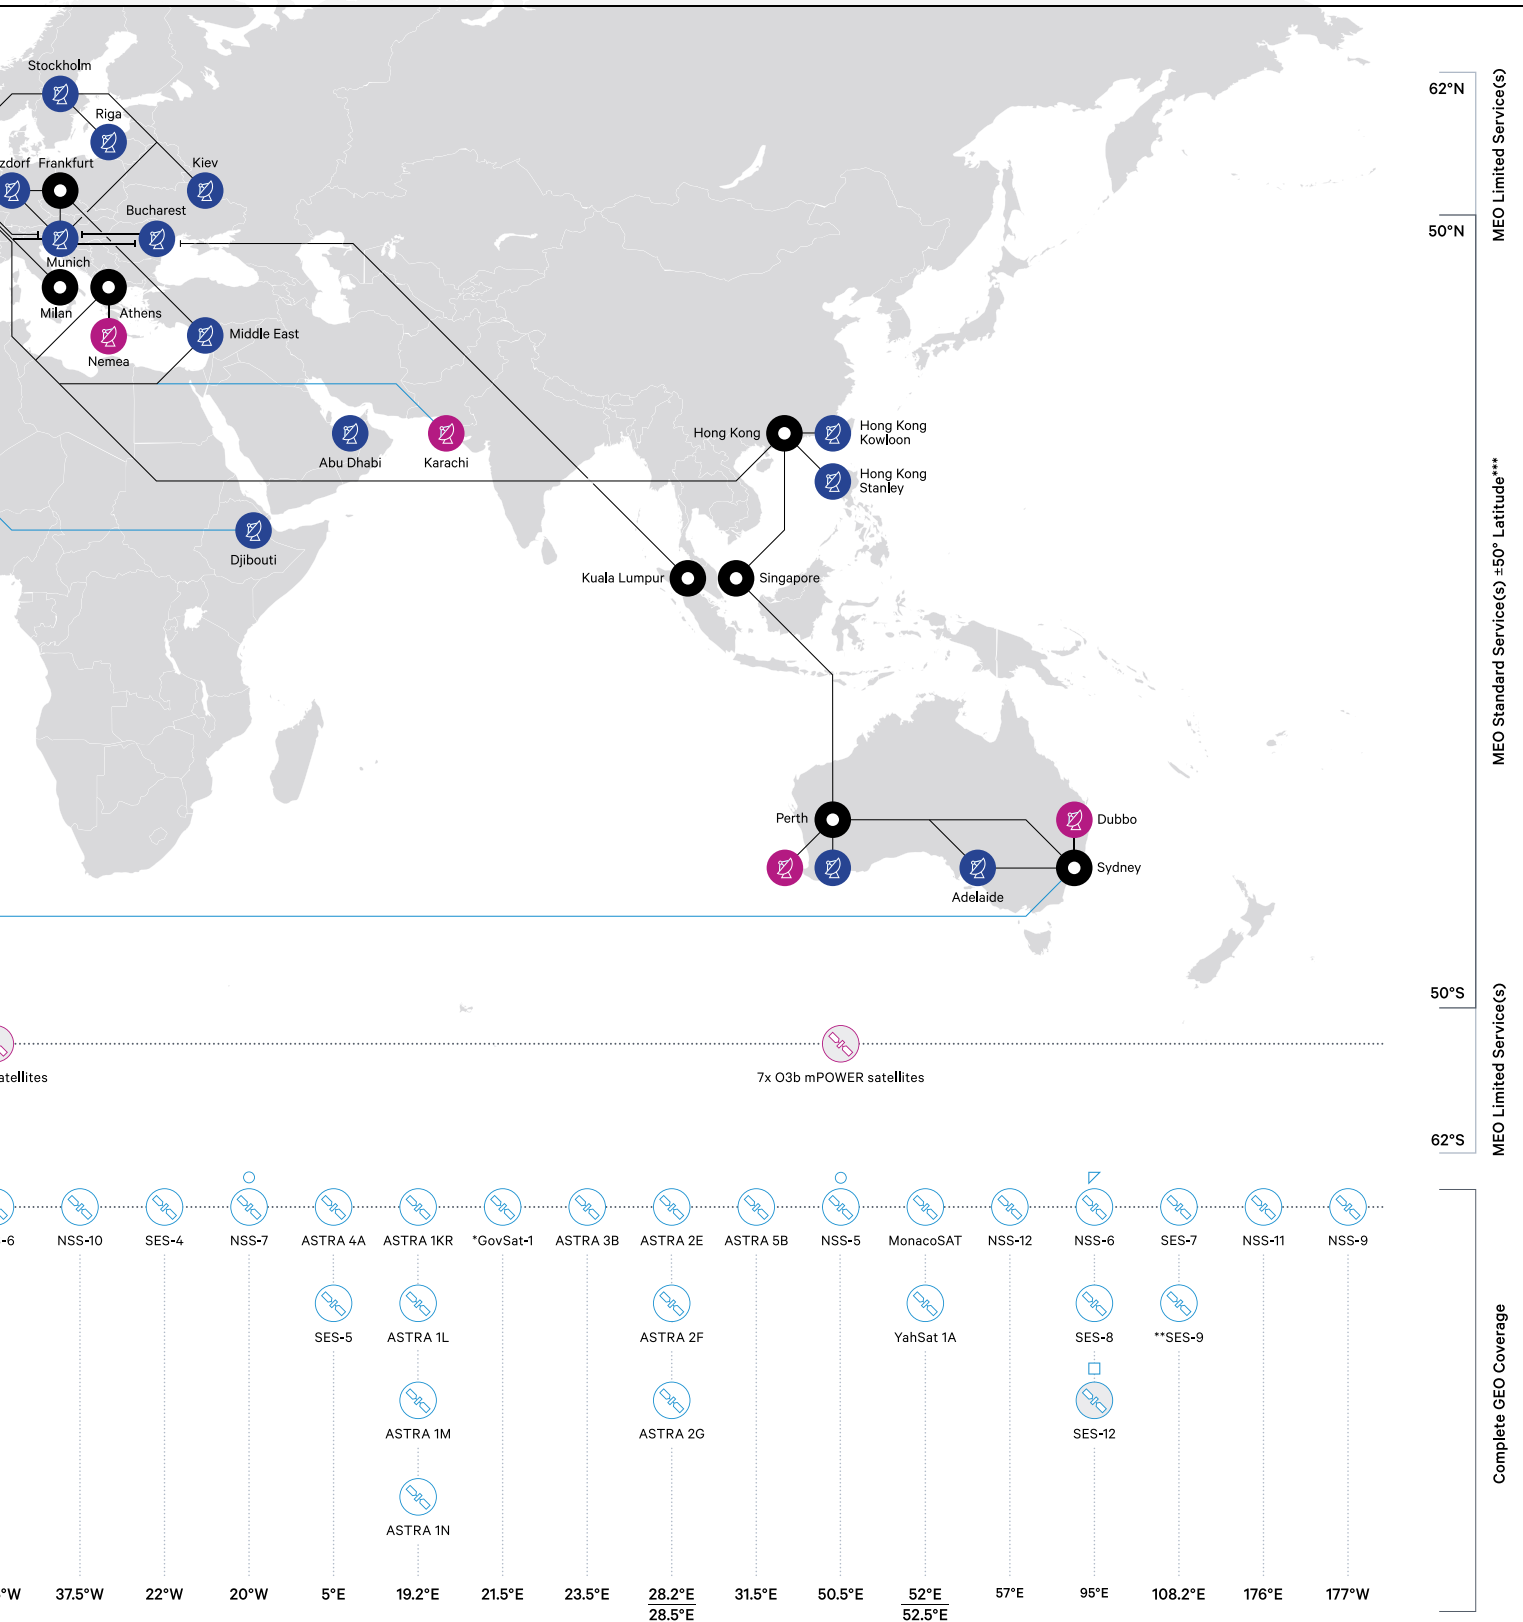 Stockholm
62°N
MEO Limited Service(s)
Riga
zdorf
Frankfurt
Kiev
Bucharest
50°N
Munich
Milan
Athens
Middle East
Nemea
Hong Kong
Hong Kong
Kowloon
Abu Dhabi
Karachi
Hong Kong
Stanley
MEO Standard Service(s) ±50° Latitude***
Djibouti
Kuala Lumpur
Singapore
Perth
Dubbo
Sydney
Adelaide
50°S
MEO Limited Service(s)
atellites
7x O3b mPOWER satellites
62°S
-6
NSS-10
SES-4
NSS-7
ASTRA 4A
ASTRA 1KR
*GovSat-1
ASTRA 3B
ASTRA 2E
ASTRA 5B
NSS-5
MonacoSAT
NSS-12
NSS-6
SES-7
NSS-11
NSS-9
SES-5
ASTRA 1L
ASTRA 2F
YahSat 1A
SES-8
**SES-9
ASTRA 1M
ASTRA 2G
SES-12
ASTRA 1N
Complete GEO Coverage
°W
37.5°W
22°W
20°W
5°E
19.2°E
21.5°E
23.5°E
28.2°E
28.5°E
31.5°E
50.5°E
52°E
52.5°E
57°E
95°E
108.2°E
176°E
177°W